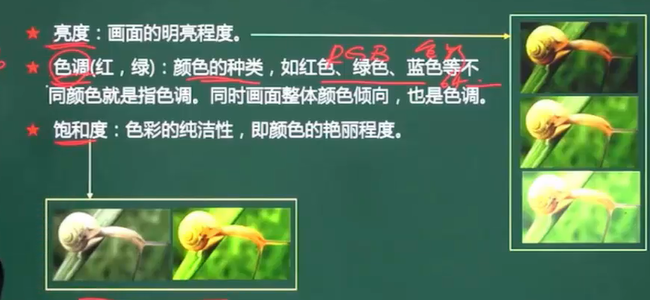 ★ 亮度：画面的明亮程度。
R G B
★ 色调(红，绿)：颜色的种类，如红色、绿色、蓝色等不
同颜色就是指色调。同时画面整体颜色倾向，也是色调。
★ 饱和度：色彩的纯洁性，即颜色的艳丽程度。